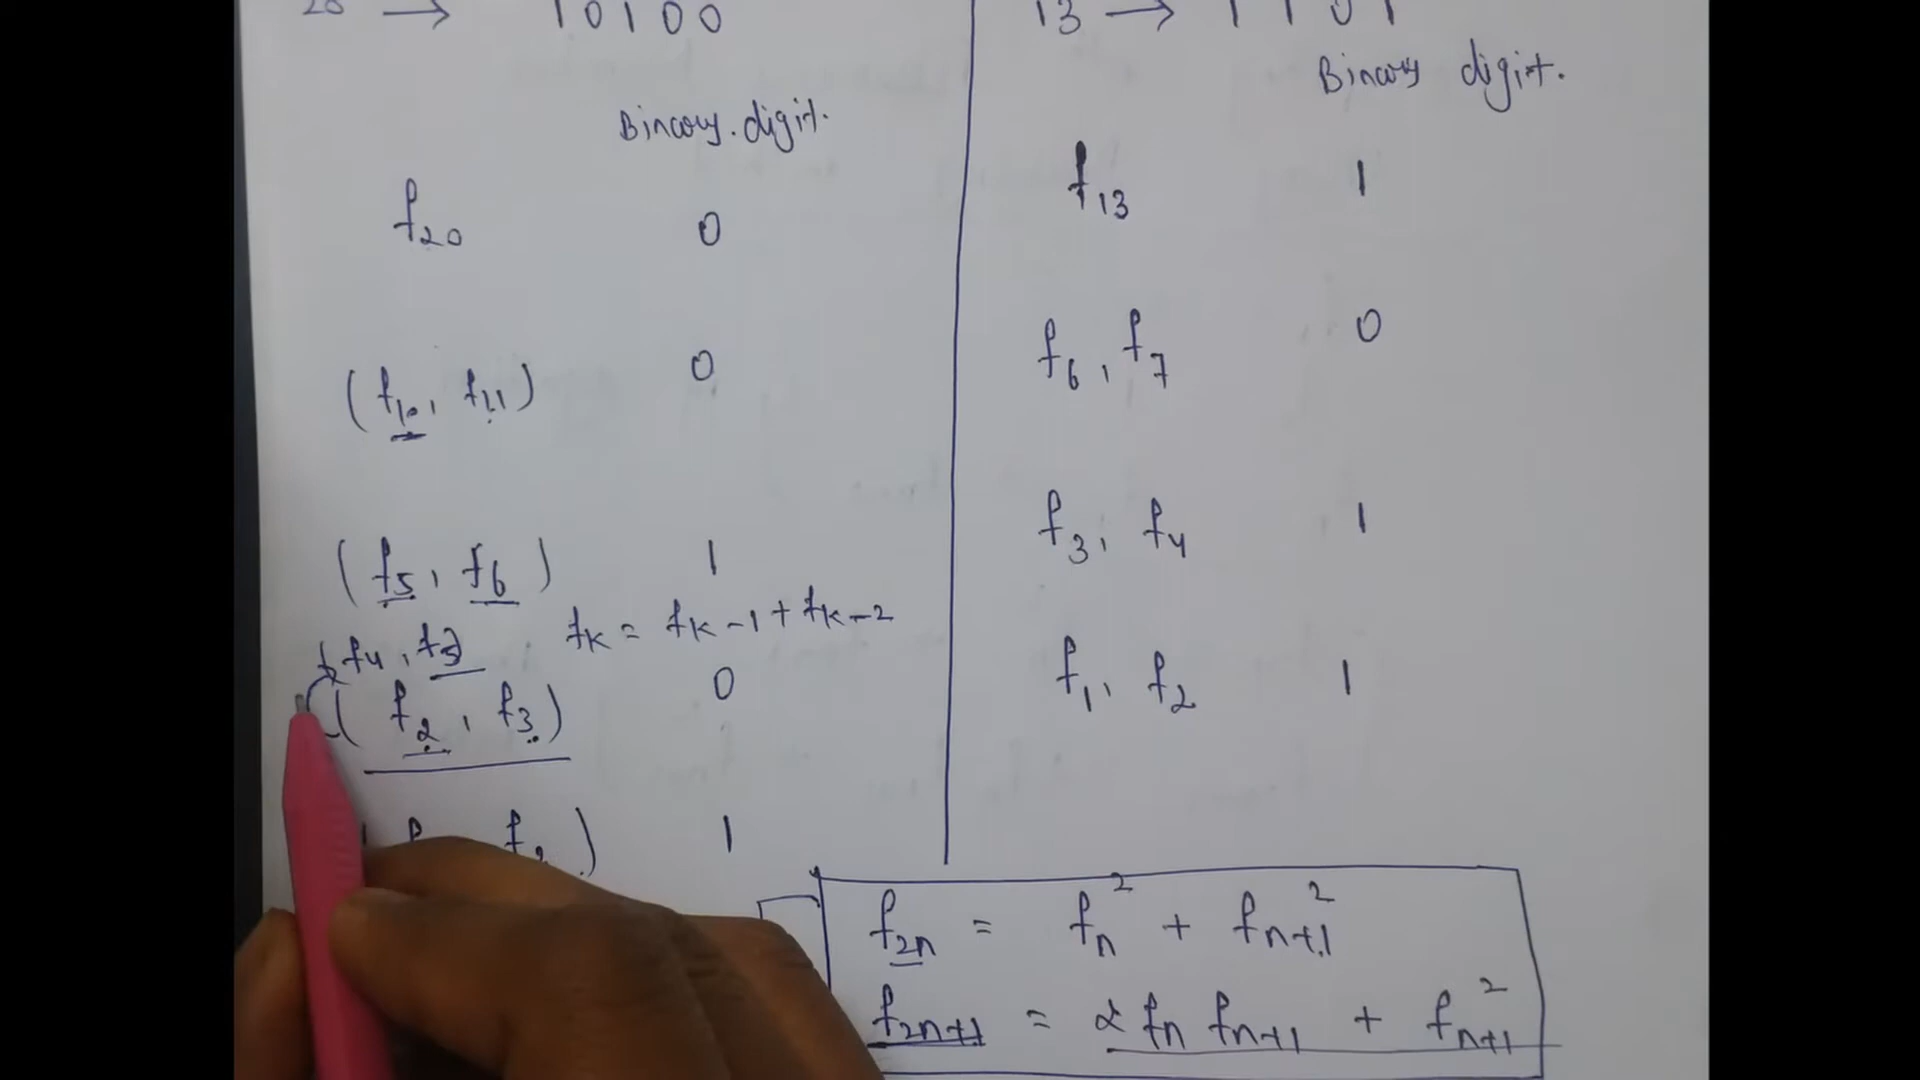 20 → 10100
Binary digit.
f20 0
(f10, f11) 0
(f5, f6) 1
fk = fk-1 + fk-2
f4, f5
(f2, f3) 0
1
13 → 1101
Binary digit.
f13 1
f6, f7 0
f3, f4 1
f1, f2 1
f2n = fn² + fn+1²
f2n+1 = 2 fn fn+1 + fn+1²